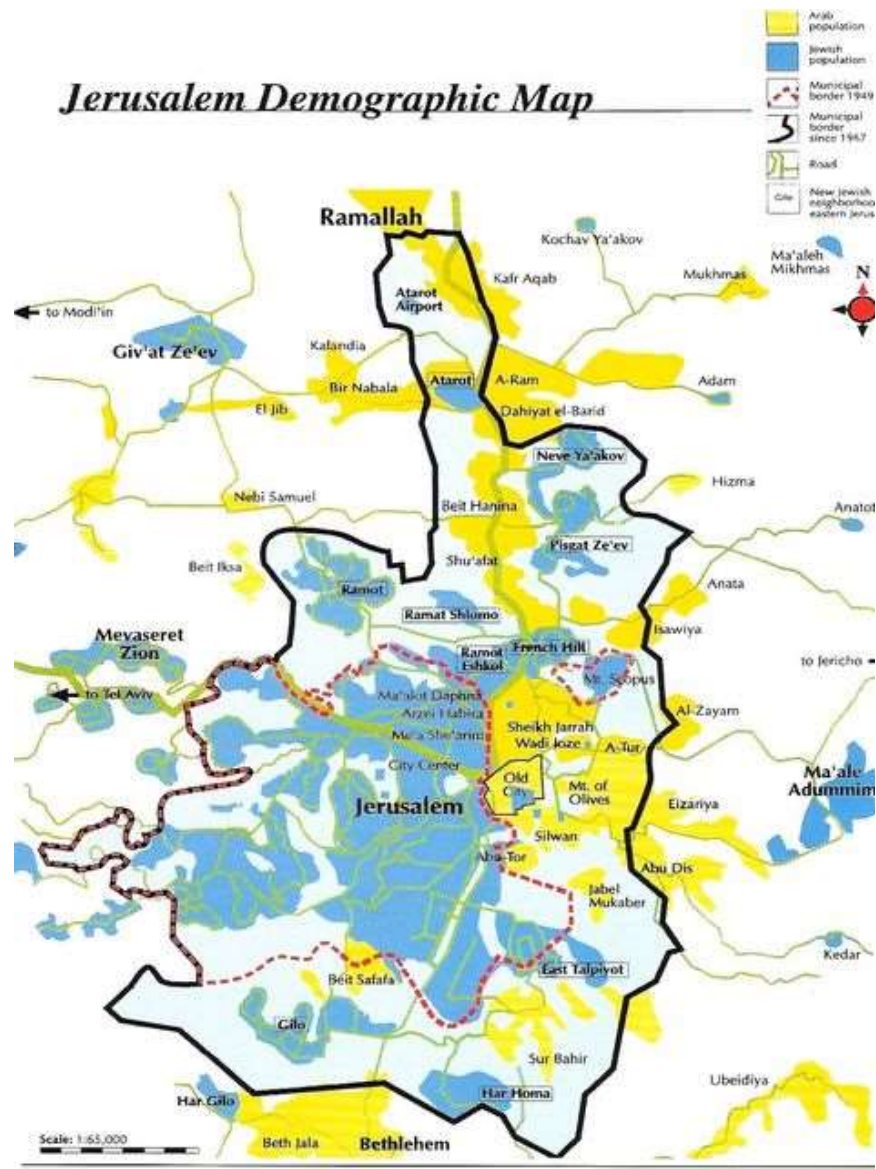 Arab
population
Jewish
population
Jerusalem Demographic Map
Municipal
border 1949
Municipal
border
since 1967
Road
Gilo
New Jewish
neighborhoo
eastern Jerus
Ramallah
Kochav Ya'akov
Ma'aleh
Mikhmas
Kafr Aqab
Mukhmas
N
Atarot
Airport
to Modi'in
Giv'at Ze'ev
Kalandia
Bir Nabala
Atarot
A-Ram
Adam
El Jib
Dahiyat el-Barid
Neve Ya'akov
Hizma
Nebi Samuel
Beit Hanina
Anatot
Pisgat Ze'ev
Shu'afat
Beit Iksa
Ramot
Anata
Ramat Shlomo
Isawiya
Mevaseret
Zion
Ramot
Eshkol
French Hill
to Jericho
Mt. Scopus
to Tel Aviv
Ma'alot Daphna
Arzei Habira
Me'a She'arim
Al-Zayam
Sheikh Jarrah
Wadi Joze
A-Tur
City Center
Old
City
Mt. of
Olives
Ma'ale
Adummim
Jerusalem
Eizariya
Silwan
Abu-Tor
Abu Dis
Jabel
Mukaber
Kedar
East Talpiyot
Beit Safafa
Gilo
Sur Bahir
Ubeidiya
Har Gilo
Har Homa
Scale: 1:65,000
Beth Jala
Bethlehem